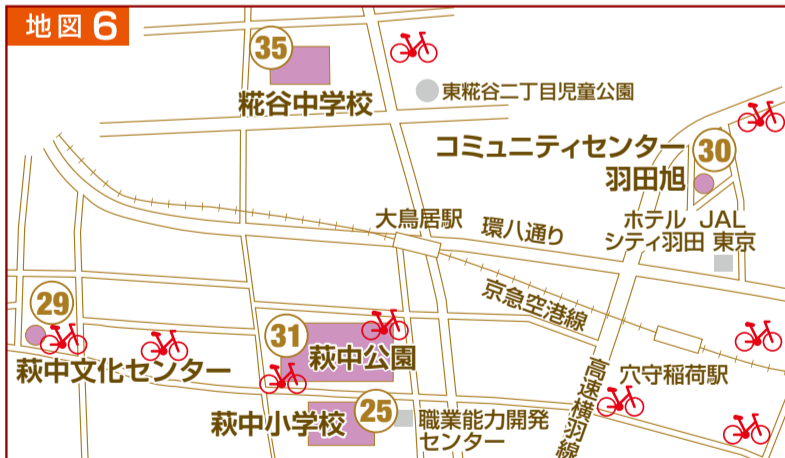 地図 6
35
糀谷中学校
東糀谷二丁目児童公園
コミュニティセンター
羽田旭
30
大鳥居駅
環八通り
ホテル JAL
シティ羽田 東京
京急空港線
29
萩中文化センター
31
萩中公園
高速横羽線
穴守稲荷駅
萩中小学校
25
職業能力開発
センター